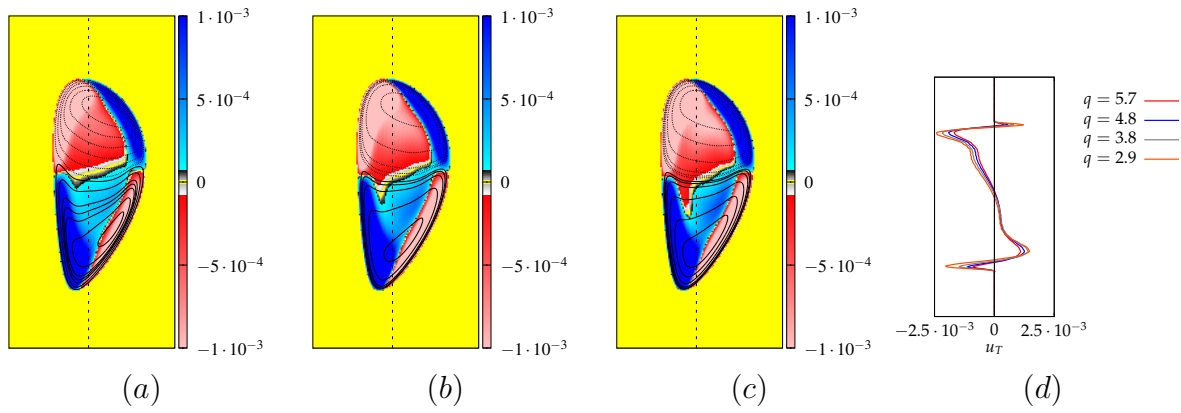 1 · 10⁻³
5 · 10⁻⁴
0
−5 · 10⁻⁴
−1 · 10⁻³
(a)
1 · 10⁻³
5 · 10⁻⁴
0
−5 · 10⁻⁴
−1 · 10⁻³
(b)
1 · 10⁻³
5 · 10⁻⁴
0
−5 · 10⁻⁴
−1 · 10⁻³
(c)
q = 5.7
q = 4.8
q = 3.8
q = 2.9
−2.5 · 10⁻³ 0 2.5 · 10⁻³
u_T
(d)